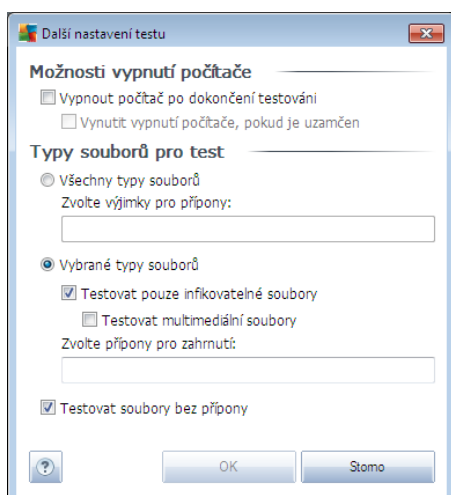 Další nastavení testu
Možnosti vypnutí počítače
Vypnout počítač po dokončení testováni
Vynutit vypnutí počítače, pokud je uzamčen
Typy souborů pro test
Všechny typy souborů
Zvolte výjimky pro přípony:
Vybrané typy souborů
Testovat pouze infikovatelné soubory
Testovat multimediální soubory
Zvolte přípony pro zahrnutí:
Testovat soubory bez přípony
?
OK
Storno